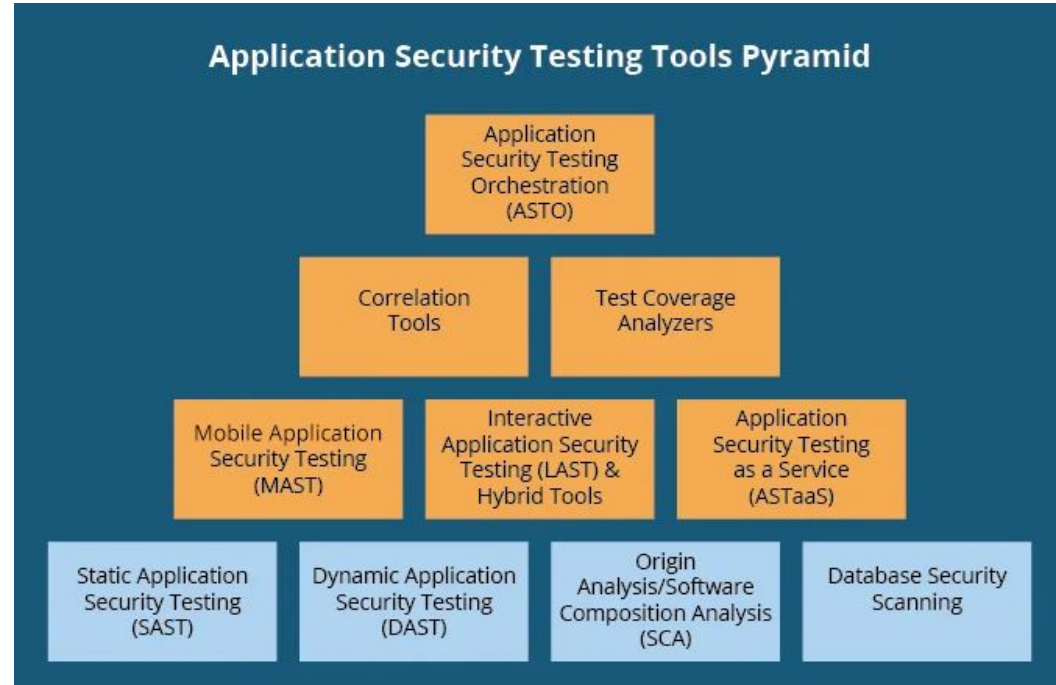 Application Security Testing Tools Pyramid
Application
Security Testing
Orchestration
(ASTO)
Correlation
Tools
Test Coverage
Analyzers
Mobile Application
Security Testing
(MAST)
Interactive
Application Security
Testing (LAST) &
Hybrid Tools
Application
Security Testing
as a Service
(ASTaaS)
Static Application
Security Testing
(SAST)
Dynamic Application
Security Testing
(DAST)
Origin
Analysis/Software
Composition Analysis
(SCA)
Database Security
Scanning